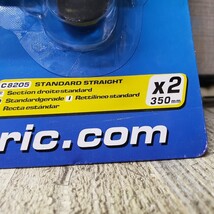 C8205 STANDARD STRAIGHT
Section droite standard
Standardgerade Rettilineo standard
Recta estándar
x2
350mm
ric.com